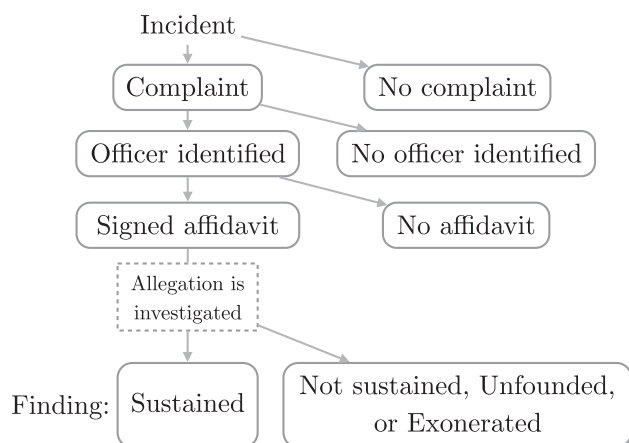 Incident
Complaint
No complaint
Officer identified
No officer identified
Signed affidavit
No affidavit
Allegation is
investigated
Finding:
Sustained
Not sustained, Unfounded,
or Exonerated